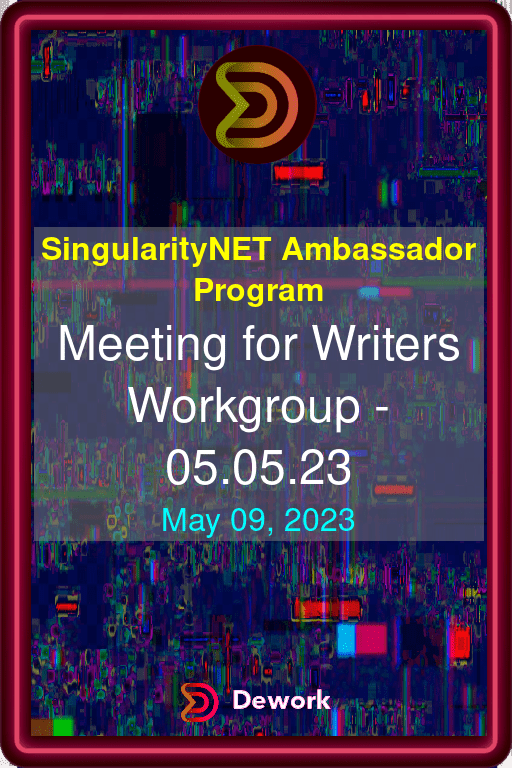 SingularityNET Ambassador
Program
Meeting for Writers
Workgroup -
05.05.23
May 09, 2023
Dework